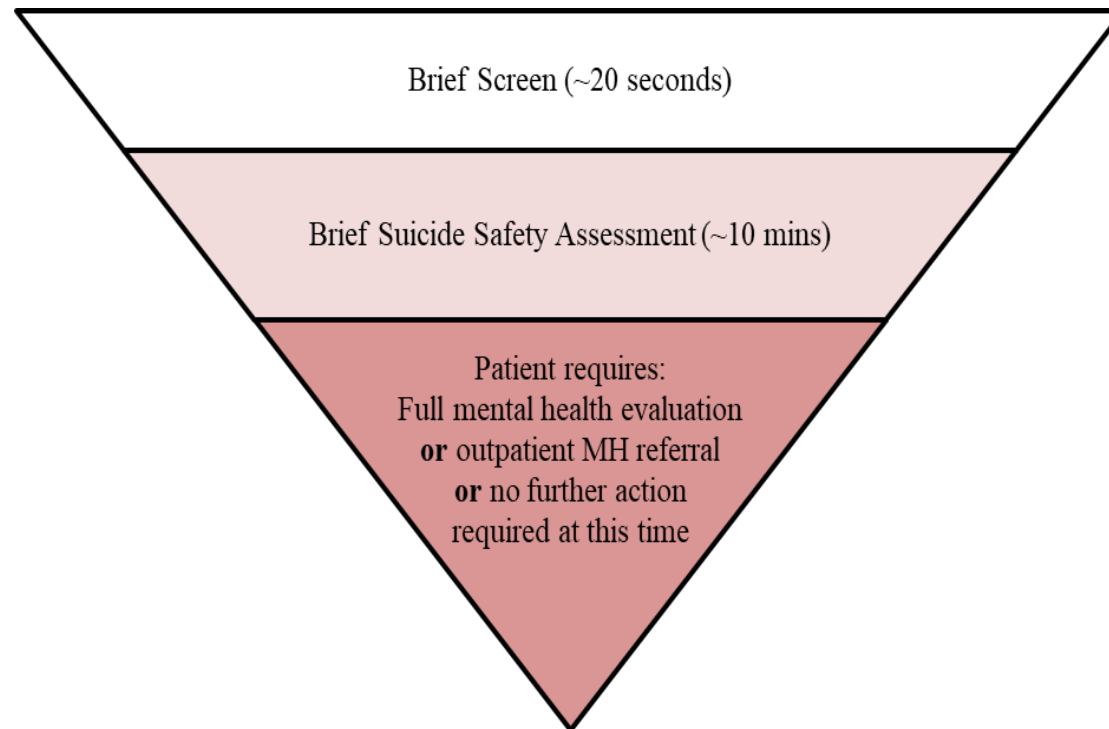 Brief Screen (~20 seconds)
Brief Suicide Safety Assessment (~10 mins)
Patient requires:
Full mental health evaluation
or outpatient MH referral
or no further action
required at this time